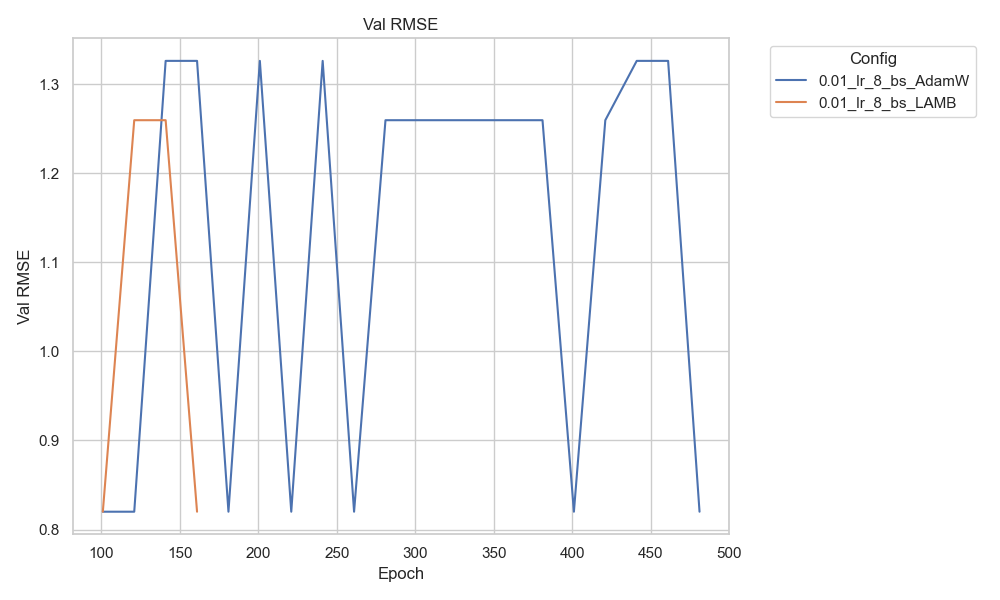 Val RMSE
Config
0.01_lr_8_bs_AdamW
0.01_lr_8_bs_LAMB
Val RMSE
1.3
1.2
1.1
1.0
0.9
0.8
100 150 200 250 300 350 400 450 500
Epoch